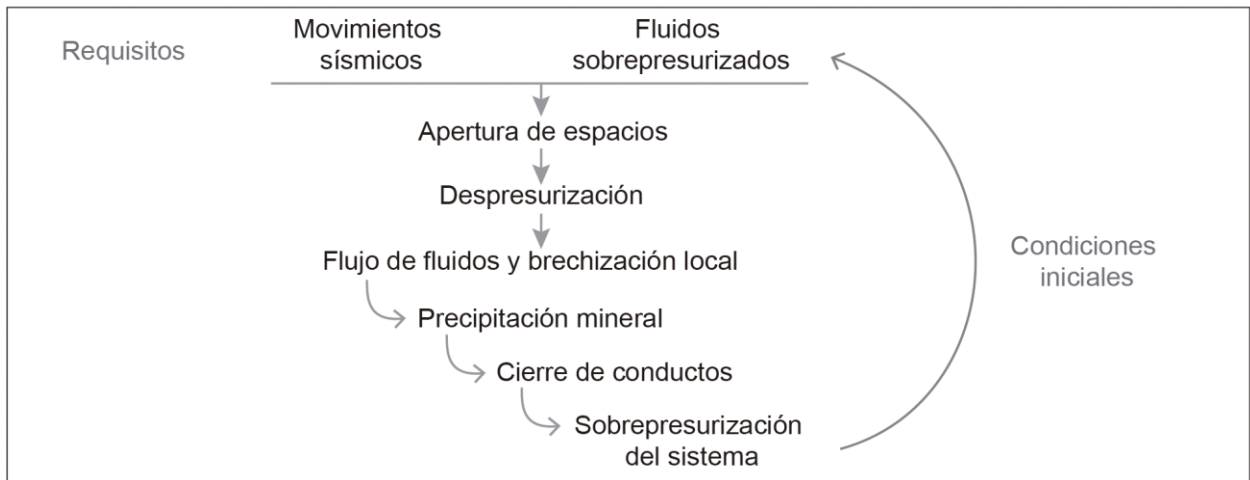 Requisitos
Movimientos
sísmicos
Fluidos
sobrepresurizados
Apertura de espacios
Despresurización
Flujo de fluidos y brechización local
Precipitación mineral
Cierre de conductos
Sobrepresurización
del sistema
Condiciones
iniciales